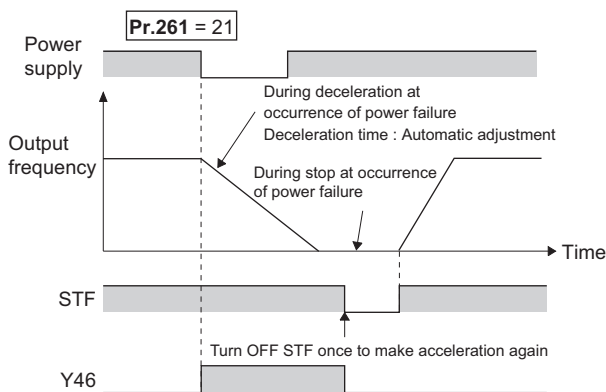 Pr.261 = 21
Power
supply
During deceleration at
occurrence of power failure
Deceleration time : Automatic adjustment
Output
frequency
During stop at occurrence
of power failure
Time
STF
Turn OFF STF once to make acceleration again
Y46